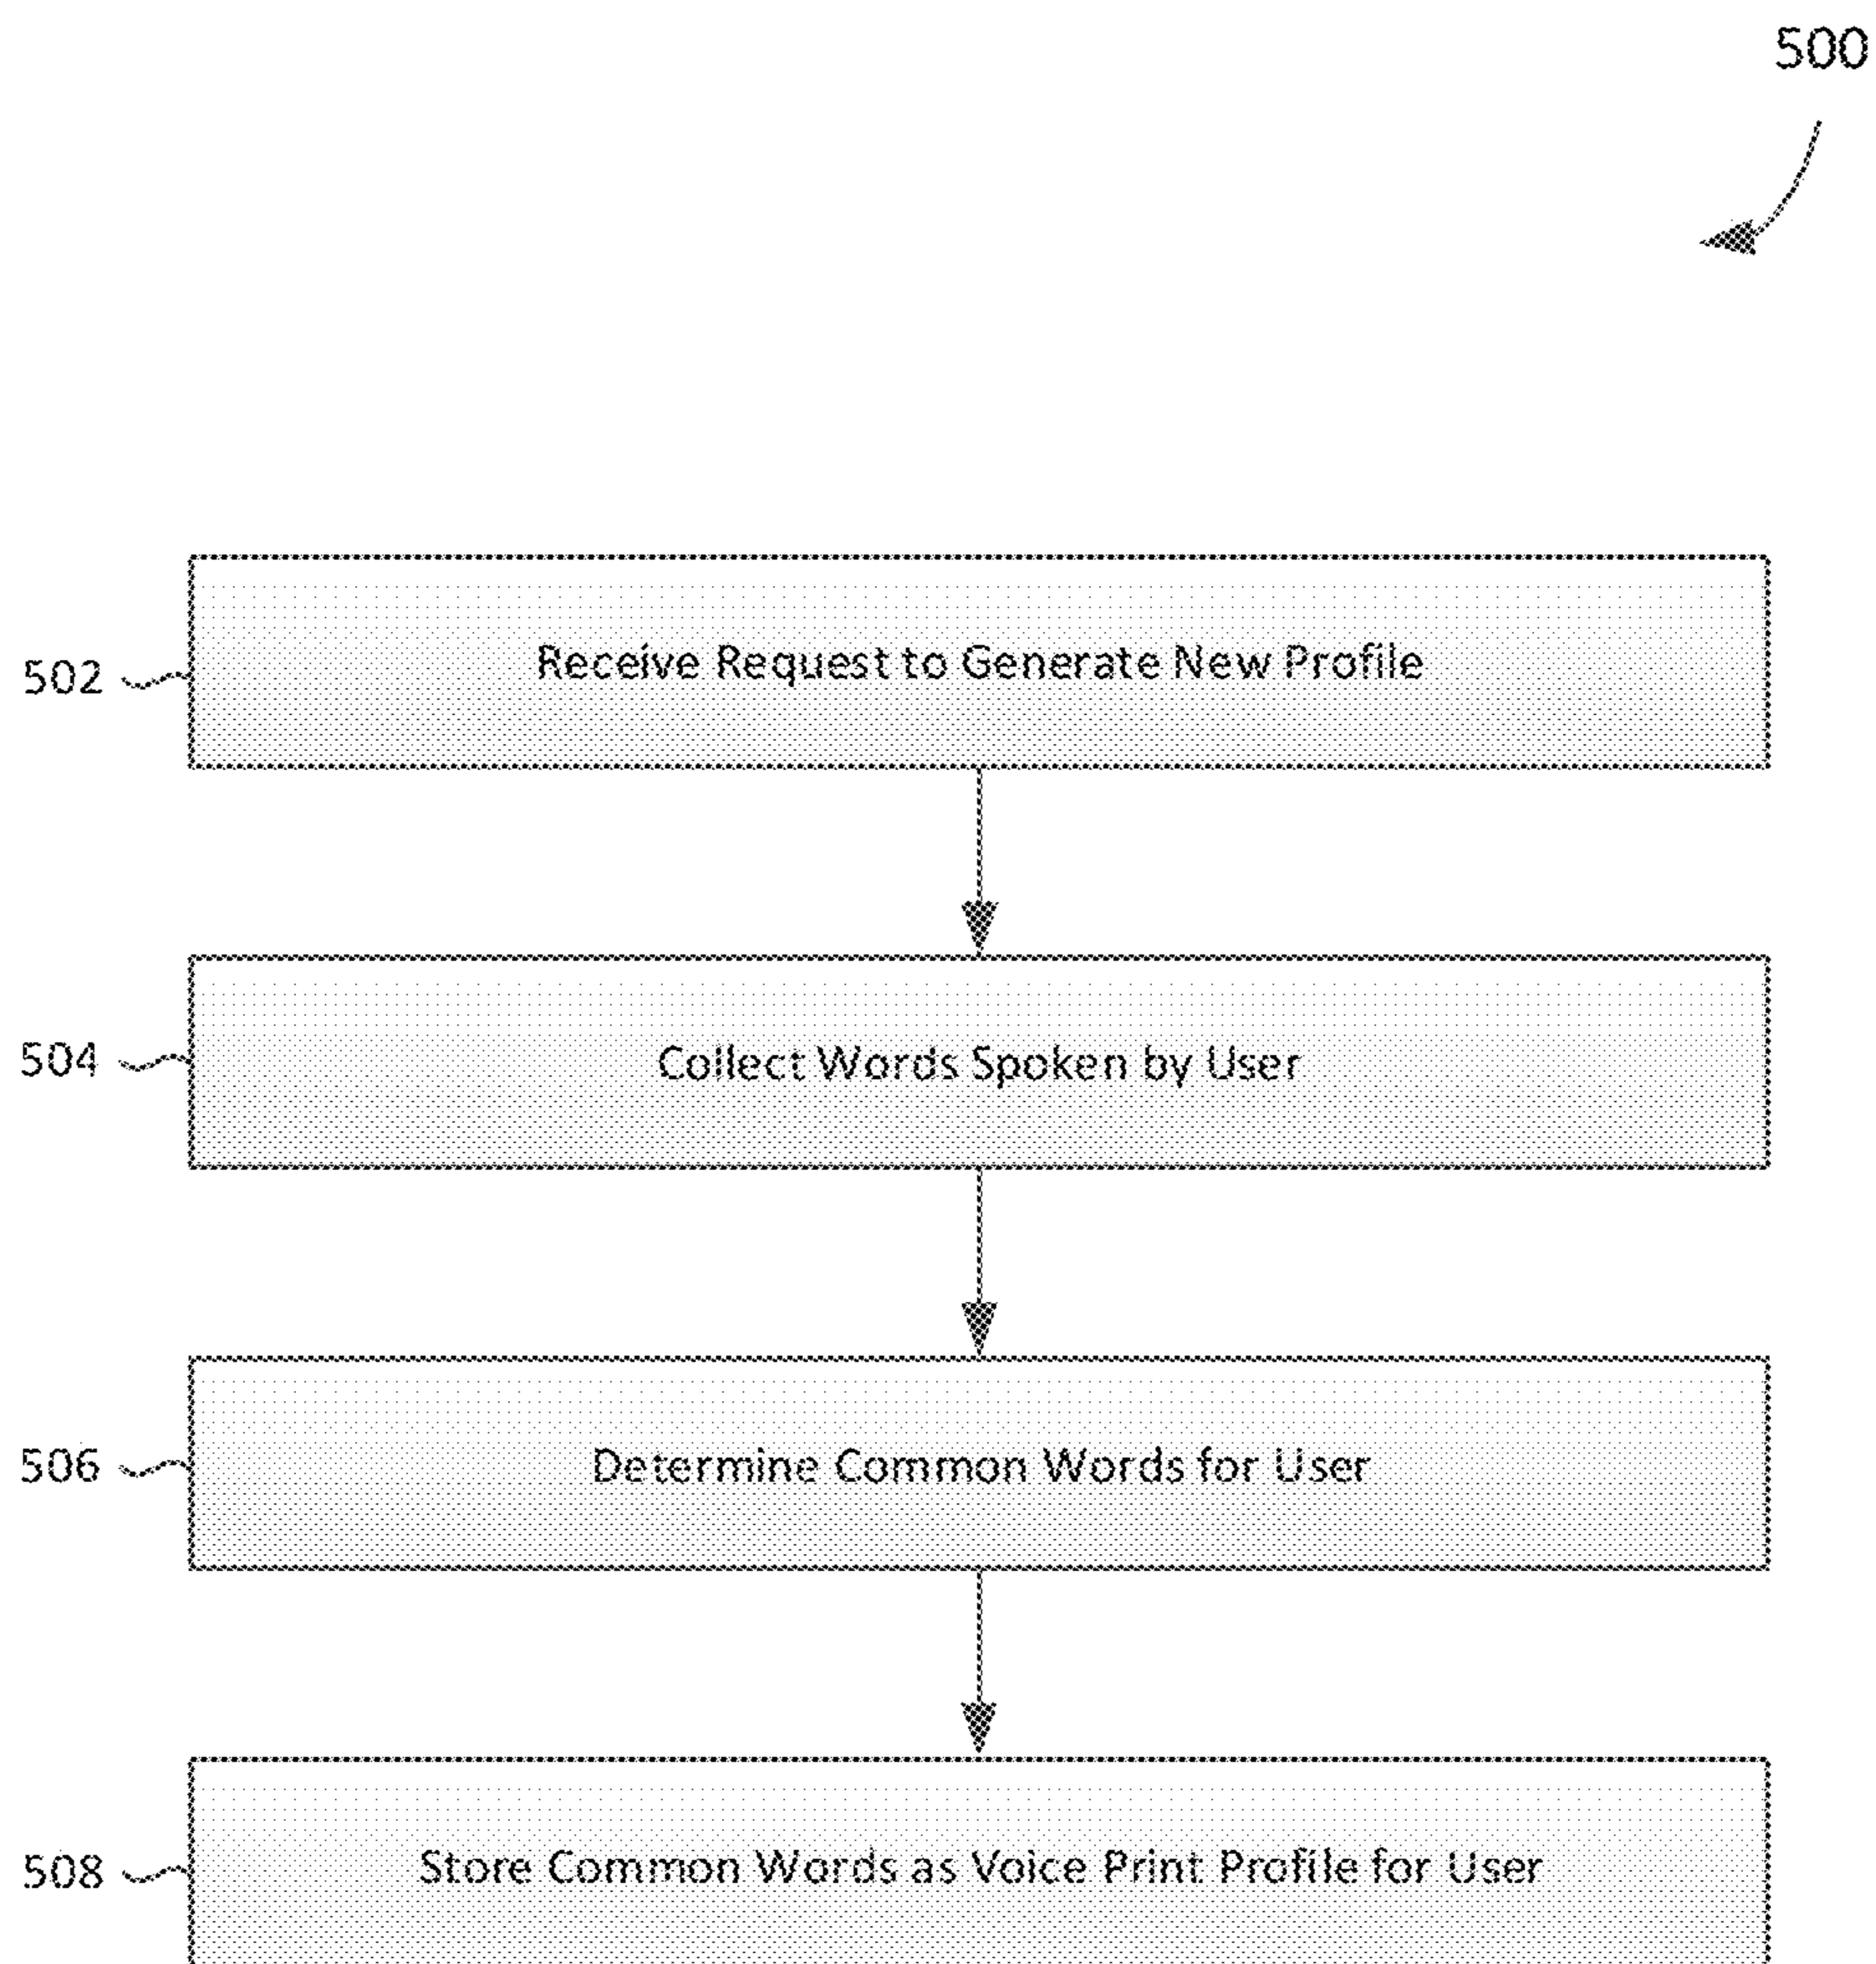 500
502 Receive Request to Generate New Profile
504 Collect Words Spoken by User
506 Determine Common Words for User
508 Store Common Words as Voice Print Profile for User